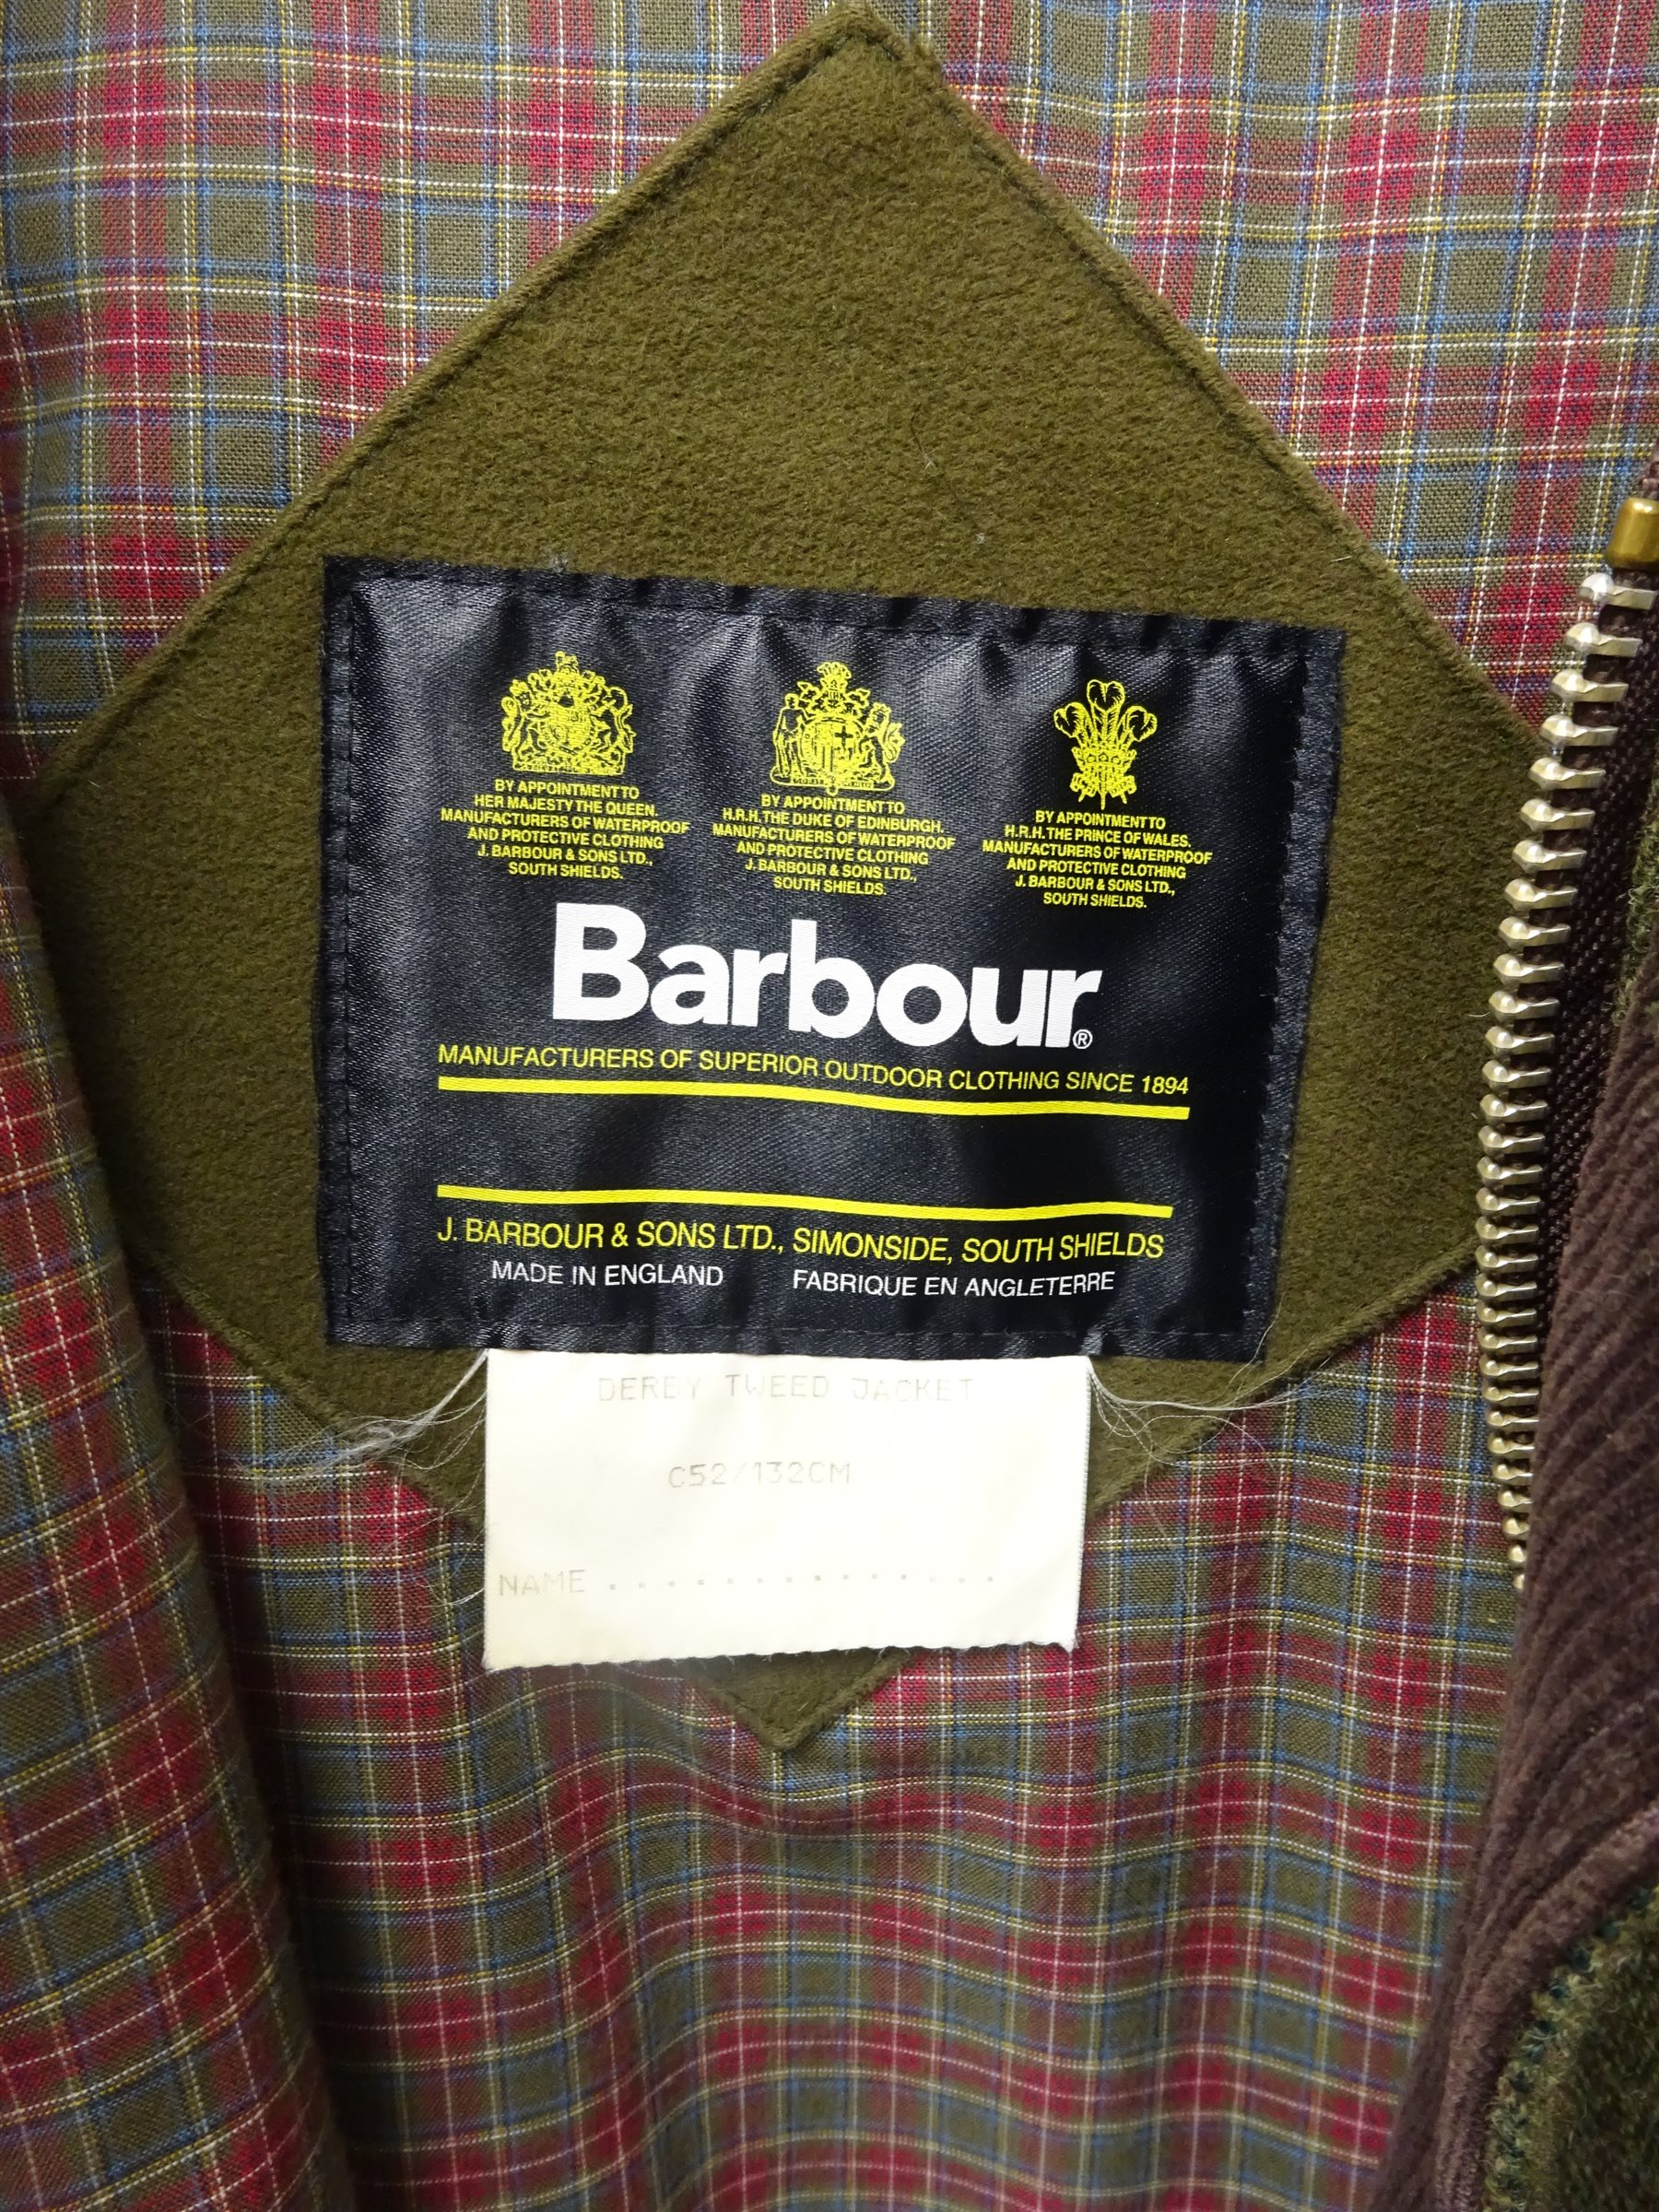 BY APPOINTMENT TO
HER MAJESTY THE QUEEN.
MANUFACTURERS OF WATERPROOF
AND PROTECTIVE CLOTHING
J. BARBOUR & SONS LTD.,
SOUTH SHIELDS.
BY APPOINTMENT TO
H.R.H. THE DUKE OF EDINBURGH.
MANUFACTURERS OF WATERPROOF
AND PROTECTIVE CLOTHING
J. BARBOUR & SONS LTD.,
SOUTH SHIELDS.
BY APPOINTMENT TO
H.R.H. THE PRINCE OF WALES.
MANUFACTURERS OF WATERPROOF
AND PROTECTIVE CLOTHING
J. BARBOUR & SONS LTD.,
SOUTH SHIELDS.
Barbour®
MANUFACTURERS OF SUPERIOR OUTDOOR CLOTHING SINCE 1894
J. BARBOUR & SONS LTD., SIMONSIDE, SOUTH SHIELDS
MADE IN ENGLAND FABRIQUE EN ANGLETERRE
DERBY TWEED JACKET
C52/132CM
NAME ..............